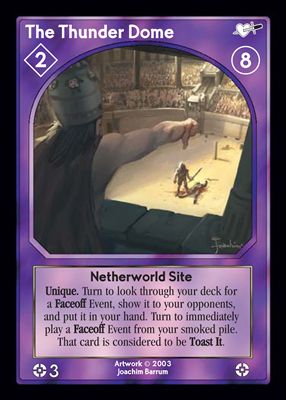 The Thunder Dome
2
8
Joachim
Netherworld Site
Unique. Turn to look through your deck for
a Faceoff Event, show it to your opponents,
and put it in your hand. Turn to immediately
play a Faceoff Event from your smoked pile.
That card is considered to be Toast It.
3
Artwork © 2003
Joachim Barrum